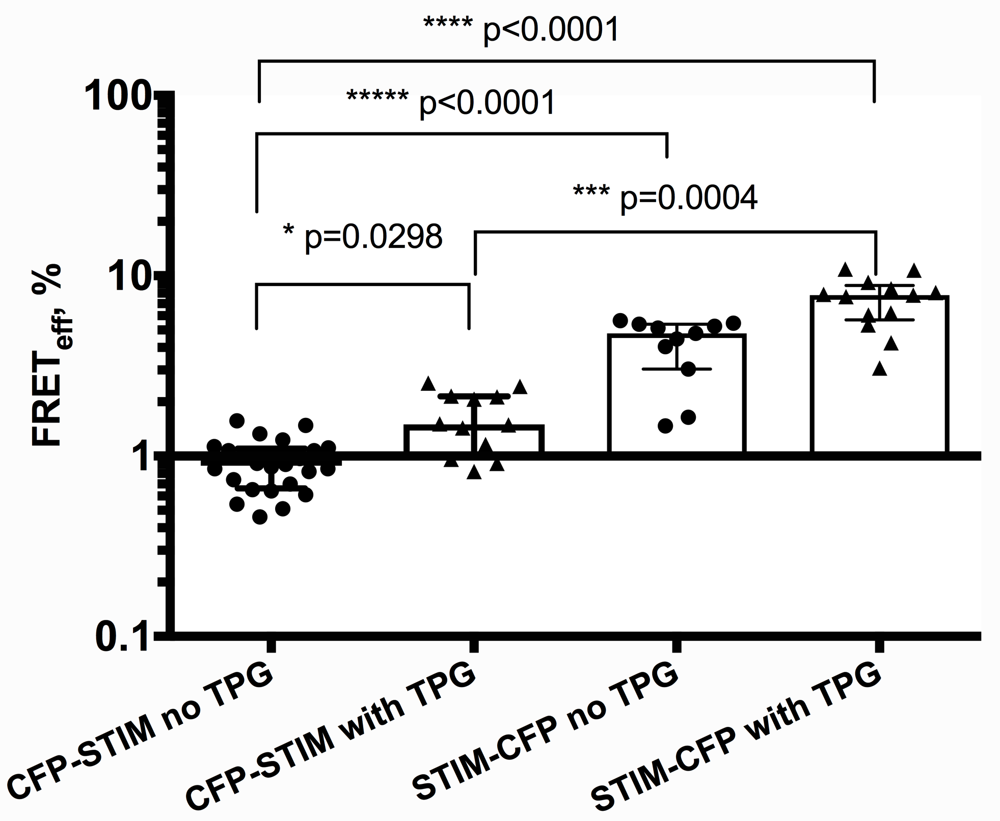 **** p<0.0001
***** p<0.0001
*** p=0.0004
* p=0.0298
100
10
1
0.1
FRETeff, %
CFP-STIM no TPG
CFP-STIM with TPG
STIM-CFP no TPG
STIM-CFP with TPG